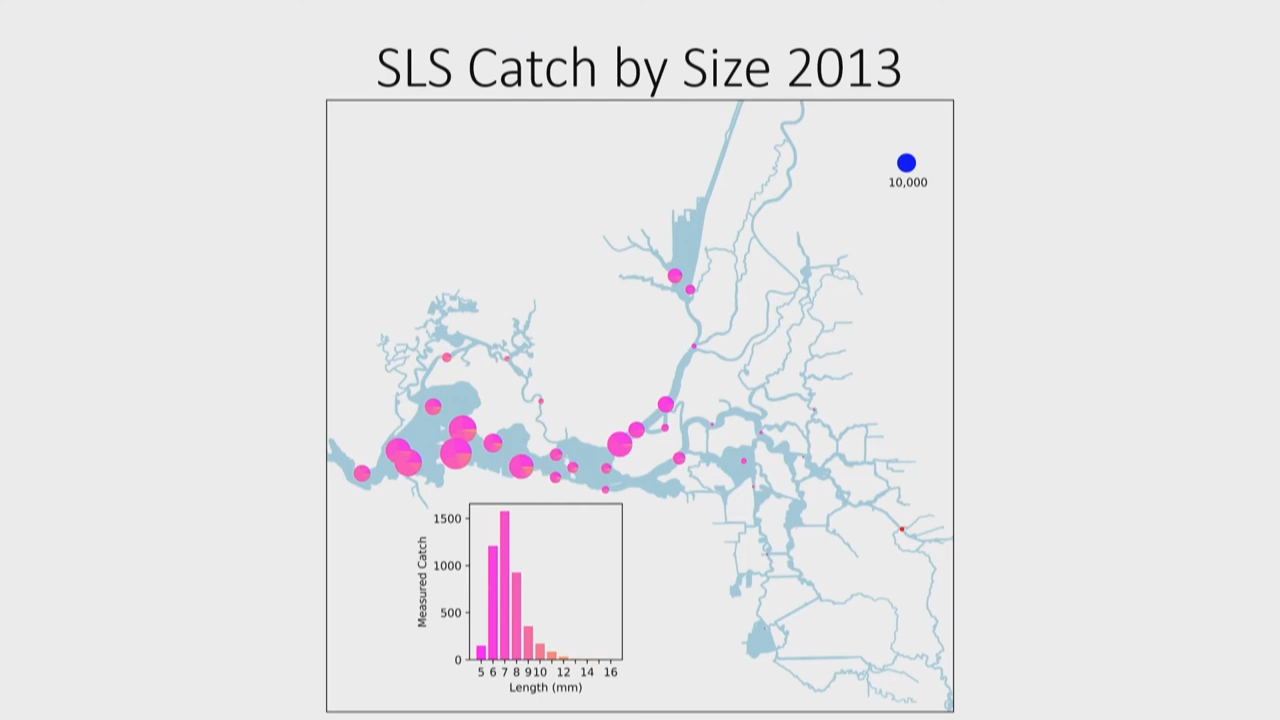 SLS Catch by Size 2013
10,000
Measured Catch
1500
1000
500
0
5 6 7 8 9 10 12 14 16
Length (mm)